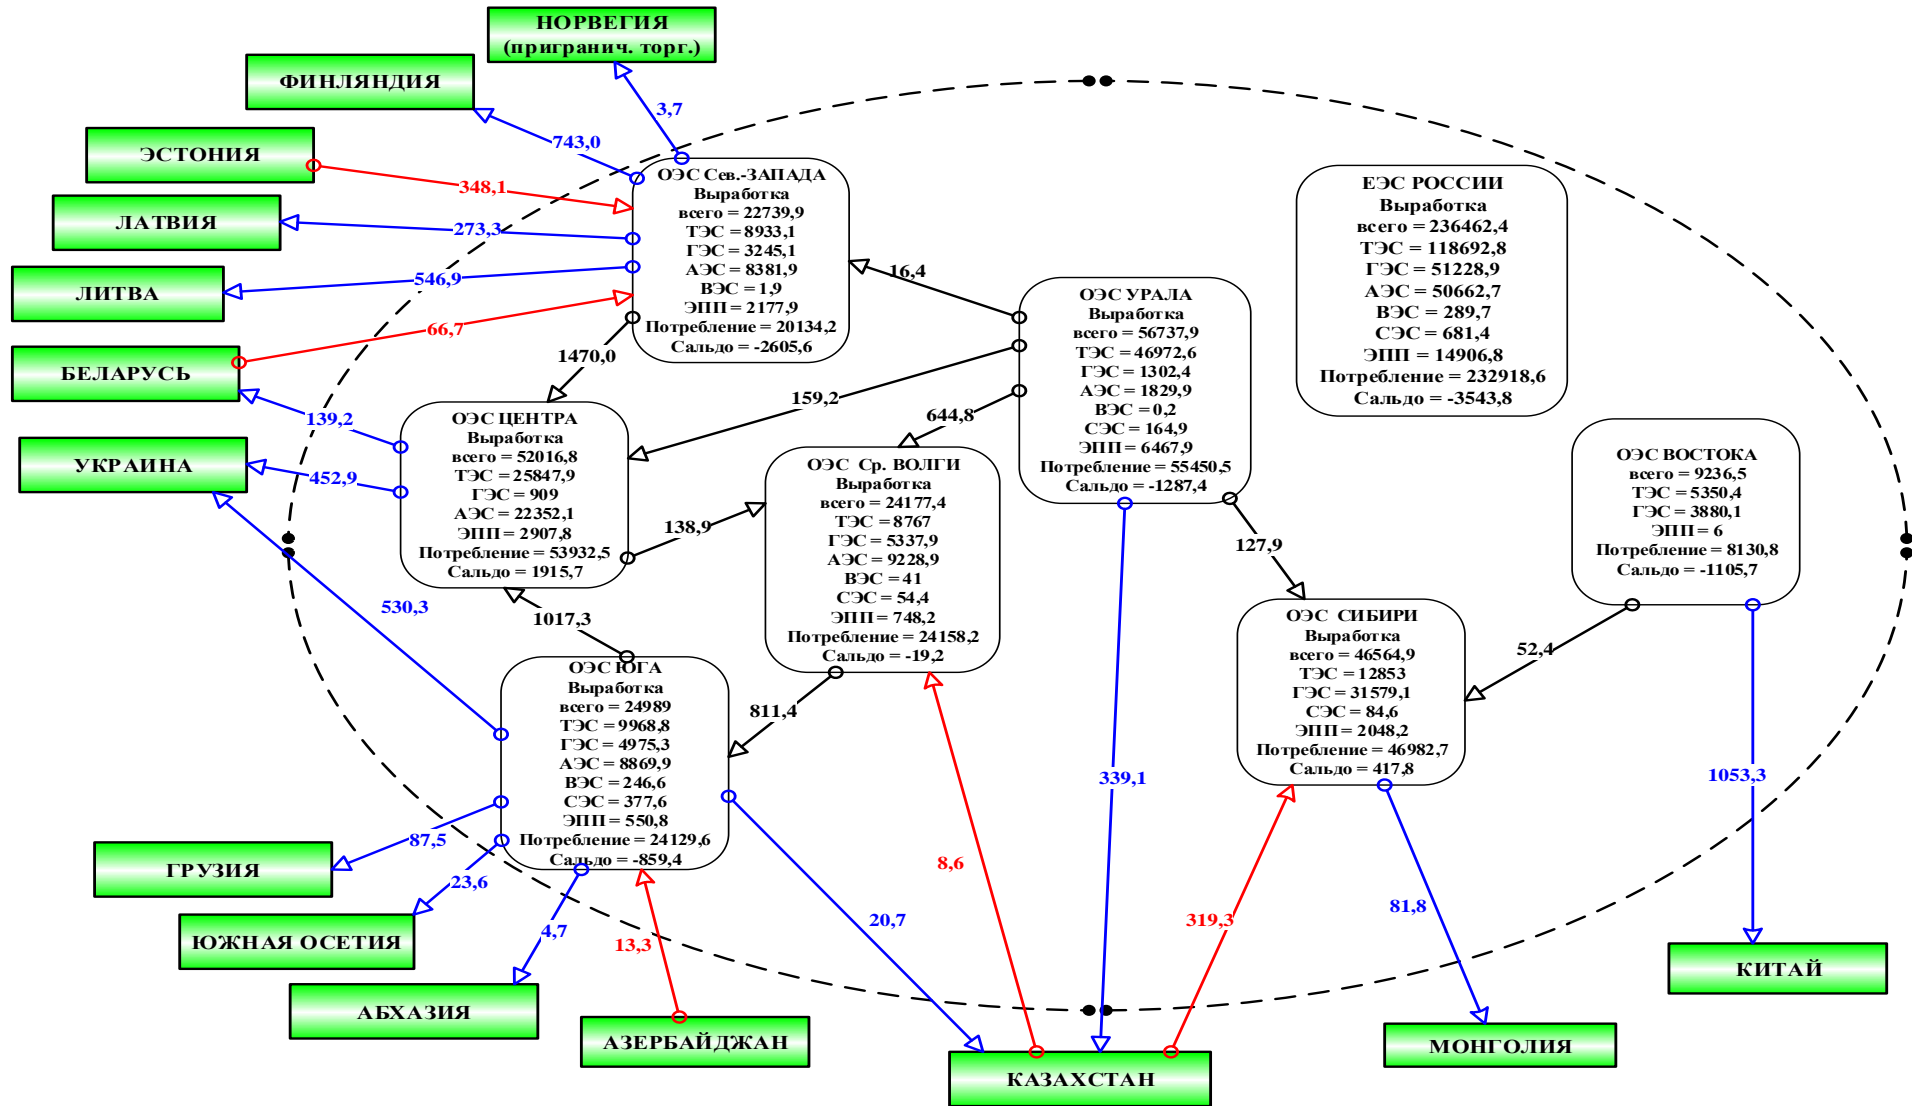 НОРВЕГИЯ
(пригранич. торг.)
ФИНЛЯНДИЯ
3,7
743,0
ЭСТОНИЯ
348,1
ЛАТВИЯ
273,3
ЛИТВА
546,9
66,7
БЕЛАРУСЬ
139,2
УКРАИНА
452,9
530,3
ОЭС Сев.-ЗАПАДА
Выработка
всего = 22739,9
ТЭС = 8933,1
ГЭС = 3245,1
АЭС = 8381,9
ВЭС = 1,9
ЭПП = 2177,9
Потребление = 20134,2
Сальдо = -2605,6
16,4
1470,0
159,2
644,8
ОЭС УРАЛА
Выработка
всего = 56737,9
ТЭС = 46972,6
ГЭС = 1302,4
АЭС = 1829,9
ВЭС = 0,2
СЭС = 164,9
ЭПП = 6467,9
Потребление = 55450,5
Сальдо = -1287,4
ЕЭС РОССИИ
Выработка
всего = 236462,4
ТЭС = 118692,8
ГЭС = 51228,9
АЭС = 50662,7
ВЭС = 289,7
СЭС = 681,4
ЭПП = 14906,8
Потребление = 232918,6
Сальдо = -3543,8
ОЭС ЦЕНТРА
Выработка
всего = 52016,8
ТЭС = 25847,9
ГЭС = 909
АЭС = 22352,1
ЭПП = 2907,8
Потребление = 53932,5
Сальдо = 1915,7
138,9
ОЭС Ср. ВОЛГИ
Выработка
всего = 24177,4
ТЭС = 8767
ГЭС = 5337,9
АЭС = 9228,9
ВЭС = 41
СЭС = 54,4
ЭПП = 748,2
Потребление = 24158,2
Сальдо = -19,2
127,9
ОЭС ВОСТОКА
всего = 9236,5
ТЭС = 5350,4
ГЭС = 3880,1
ЭПП = 6
Потребление = 8130,8
Сальдо = -1105,7
1017,3
811,4
52,4
ОЭС СИБИРИ
Выработка
всего = 46564,9
ТЭС = 12853
ГЭС = 31579,1
СЭС = 84,6
ЭПП = 2048,2
Потребление = 46982,7
Сальдо = 417,8
ОЭС ЮГА
Выработка
всего = 24989
ТЭС = 9968,8
ГЭС = 4975,3
АЭС = 8869,9
ВЭС = 246,6
СЭС = 377,6
ЭПП = 550,8
Потребление = 24129,6
Сальдо = -859,4
339,1
1053,3
87,5
ГРУЗИЯ
23,6
8,6
ЮЖНАЯ ОСЕТИЯ
4,7
13,3
20,7
319,3
81,8
КИТАЙ
АБХАЗИЯ
АЗЕРБАЙДЖАН
МОНГОЛИЯ
КАЗАХСТАН